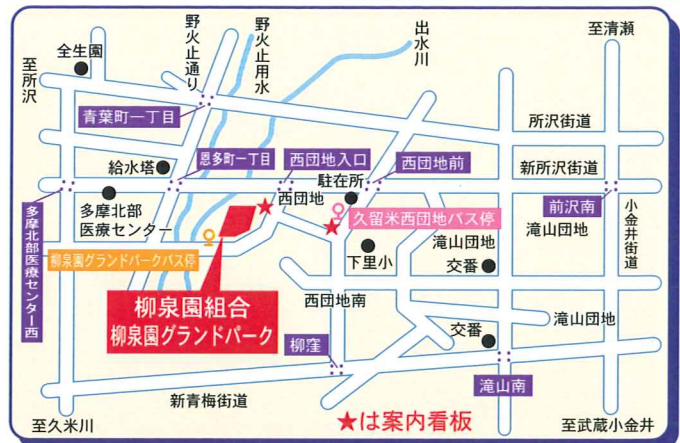 野火止通り
野火止用水
出水川
至清瀬
全生園
至所沢
青葉町一丁目
所沢街道
恩多町一丁目
西団地入口
西団地前
新所沢街道
給水塔
駐在所
西団地
多摩北部
医療センター
久留米西団地バス停
前沢南
小金井街道
滝山団地
滝山団地
多摩北部医療センター西
柳泉園グランドパークバス停
下里小
交番
柳泉園組合
柳泉園グランドパーク
西団地南
滝山団地
交番
柳窪
滝山南
新青梅街道
至久米川
★は案内看板
至武蔵小金井